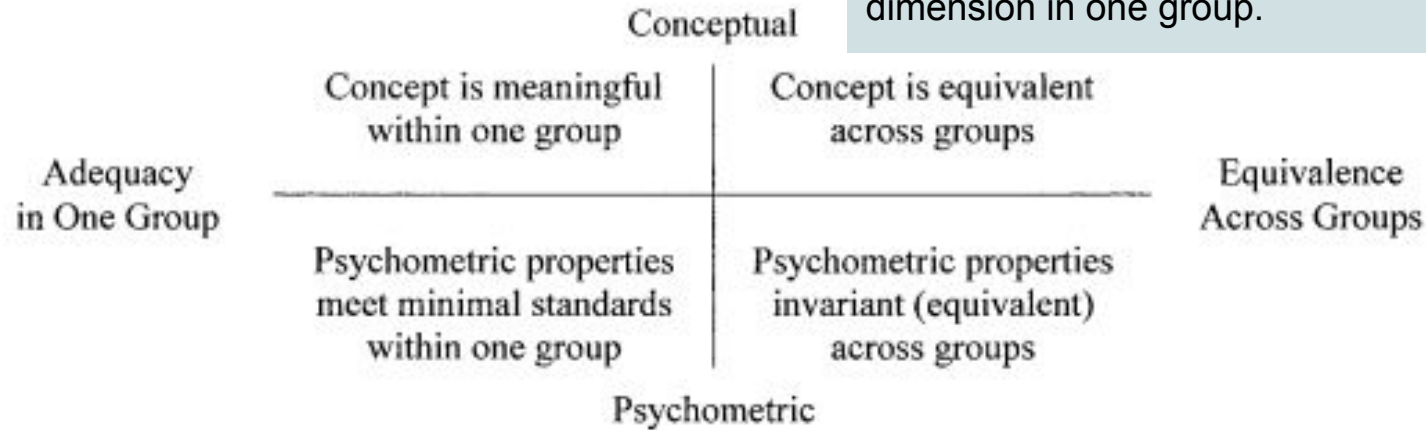 dimension in one group.
Conceptual
Concept is meaningful
within one group
Concept is equivalent
across groups
Adequacy
in One Group
Equivalence
Across Groups
Psychometric properties
meet minimal standards
within one group
Psychometric properties
invariant (equivalent)
across groups
Psychometric